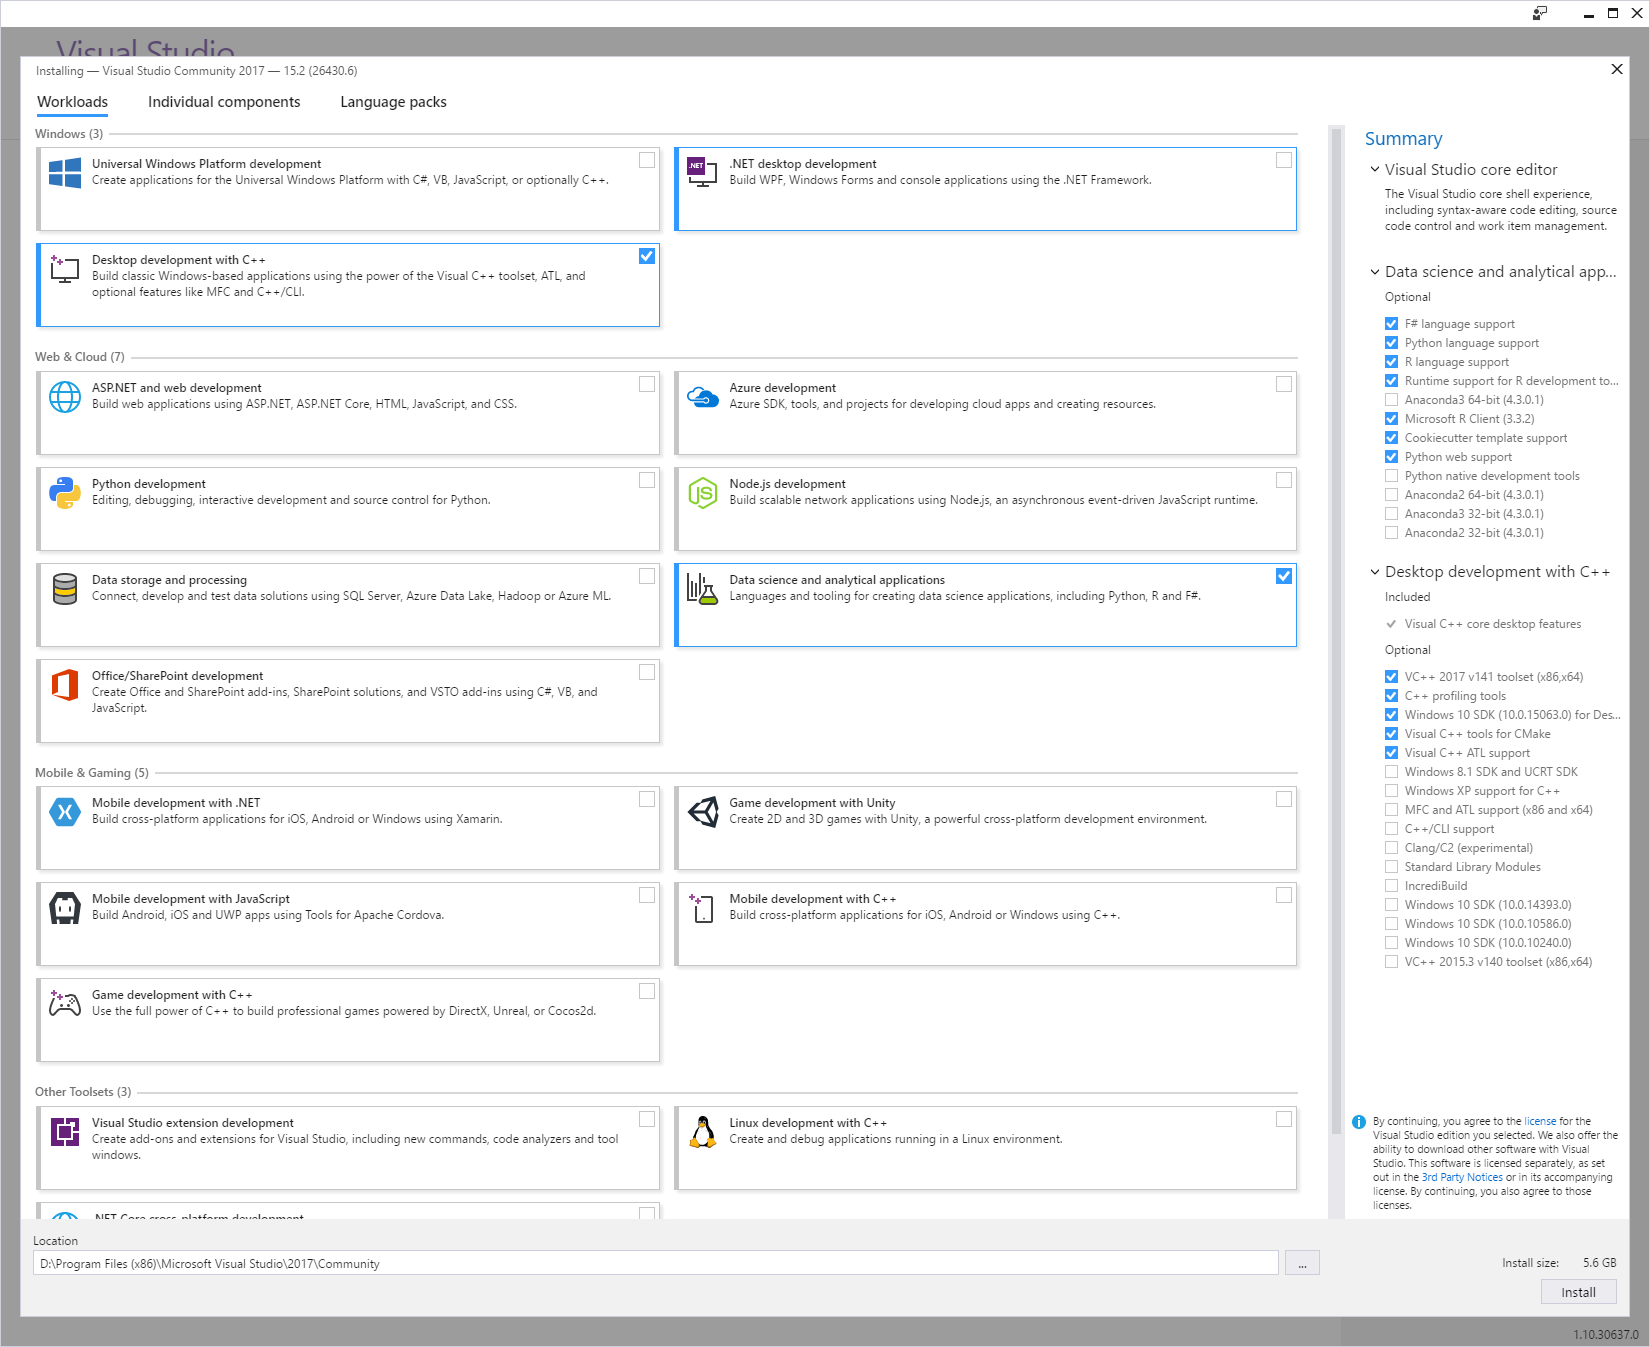 Visual Studio
Installing — Visual Studio Community 2017 — 15.2 (26430.6)
Workloads
Individual components
Language packs
Windows (3)
Universal Windows Platform development
Create applications for the Universal Windows Platform with C#, VB, JavaScript, or optionally C++.
.NET
.NET desktop development
Build WPF, Windows Forms and console applications using the .NET Framework.
Desktop development with C++
Build classic Windows-based applications using the power of the Visual C++ toolset, ATL, and
optional features like MFC and C++/CLI.
Web & Cloud (7)
ASP.NET and web development
Build web applications using ASP.NET, ASP.NET Core, HTML, JavaScript, and CSS.
Azure development
Azure SDK, tools, and projects for developing cloud apps and creating resources.
Python development
Editing, debugging, interactive development and source control for Python.
JS
Node.js development
Build scalable network applications using Node.js, an asynchronous event-driven JavaScript runtime.
Data storage and processing
Connect, develop and test data solutions using SQL Server, Azure Data Lake, Hadoop or Azure ML.
Data science and analytical applications
Languages and tooling for creating data science applications, including Python, R and F#.
Office/SharePoint development
Create Office and SharePoint add-ins, SharePoint solutions, and VSTO add-ins using C#, VB, and
JavaScript.
Mobile & Gaming (5)
Mobile development with .NET
Build cross-platform applications for iOS, Android or Windows using Xamarin.
Game development with Unity
Create 2D and 3D games with Unity, a powerful cross-platform development environment.
Mobile development with JavaScript
Build Android, iOS and UWP apps using Tools for Apache Cordova.
Mobile development with C++
Build cross-platform applications for iOS, Android or Windows using C++.
Game development with C++
Use the full power of C++ to build professional games powered by DirectX, Unreal, or Cocos2d.
Other Toolsets (3)
Visual Studio extension development
Create add-ons and extensions for Visual Studio, including new commands, code analyzers and tool
windows.
Linux development with C++
Create and debug applications running in a Linux environment.
.NET Core cross-platform development
Summary
Visual Studio core editor
The Visual Studio core shell experience,
including syntax-aware code editing, source
code control and work item management.
Data science and analytical app...
Optional
F# language support
Python language support
R language support
Runtime support for R development to...
Anaconda3 64-bit (4.3.0.1)
Microsoft R Client (3.3.2)
Cookiecutter template support
Python web support
Python native development tools
Anaconda2 64-bit (4.3.0.1)
Anaconda3 32-bit (4.3.0.1)
Anaconda2 32-bit (4.3.0.1)
Desktop development with C++
Included
Visual C++ core desktop features
Optional
VC++ 2017 v141 toolset (x86,x64)
C++ profiling tools
Windows 10 SDK (10.0.15063.0) for Des...
Visual C++ tools for CMake
Visual C++ ATL support
Windows 8.1 SDK and UCRT SDK
Windows XP support for C++
MFC and ATL support (x86 and x64)
C++/CLI support
Clang/C2 (experimental)
Standard Library Modules
IncrediBuild
Windows 10 SDK (10.0.14393.0)
Windows 10 SDK (10.0.10586.0)
Windows 10 SDK (10.0.10240.0)
VC++ 2015.3 v140 toolset (x86,x64)
By continuing, you agree to the license for the
Visual Studio edition you selected. We also offer the
ability to download other software with Visual
Studio. This software is licensed separately, as set
out in the 3rd Party Notices or in its accompanying
license. By continuing, you also agree to those
licenses.
Location
D:\Program Files (x86)\Microsoft Visual Studio\2017\Community
...
Install size: 5.6 GB
Install
1.10.30637.0